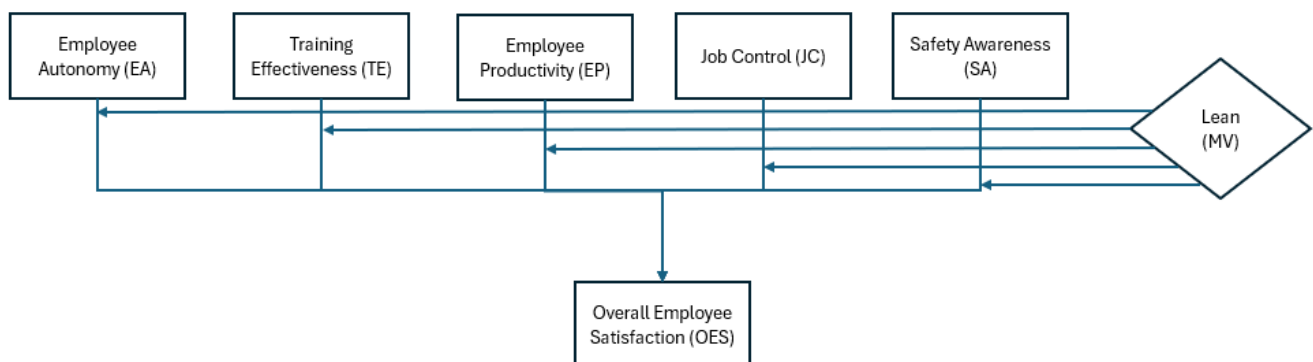 Employee
Autonomy (EA)
Training
Effectiveness (TE)
Employee
Productivity (EP)
Job Control (JC)
Safety Awareness
(SA)
Lean
(MV)
Overall Employee
Satisfaction (OES)